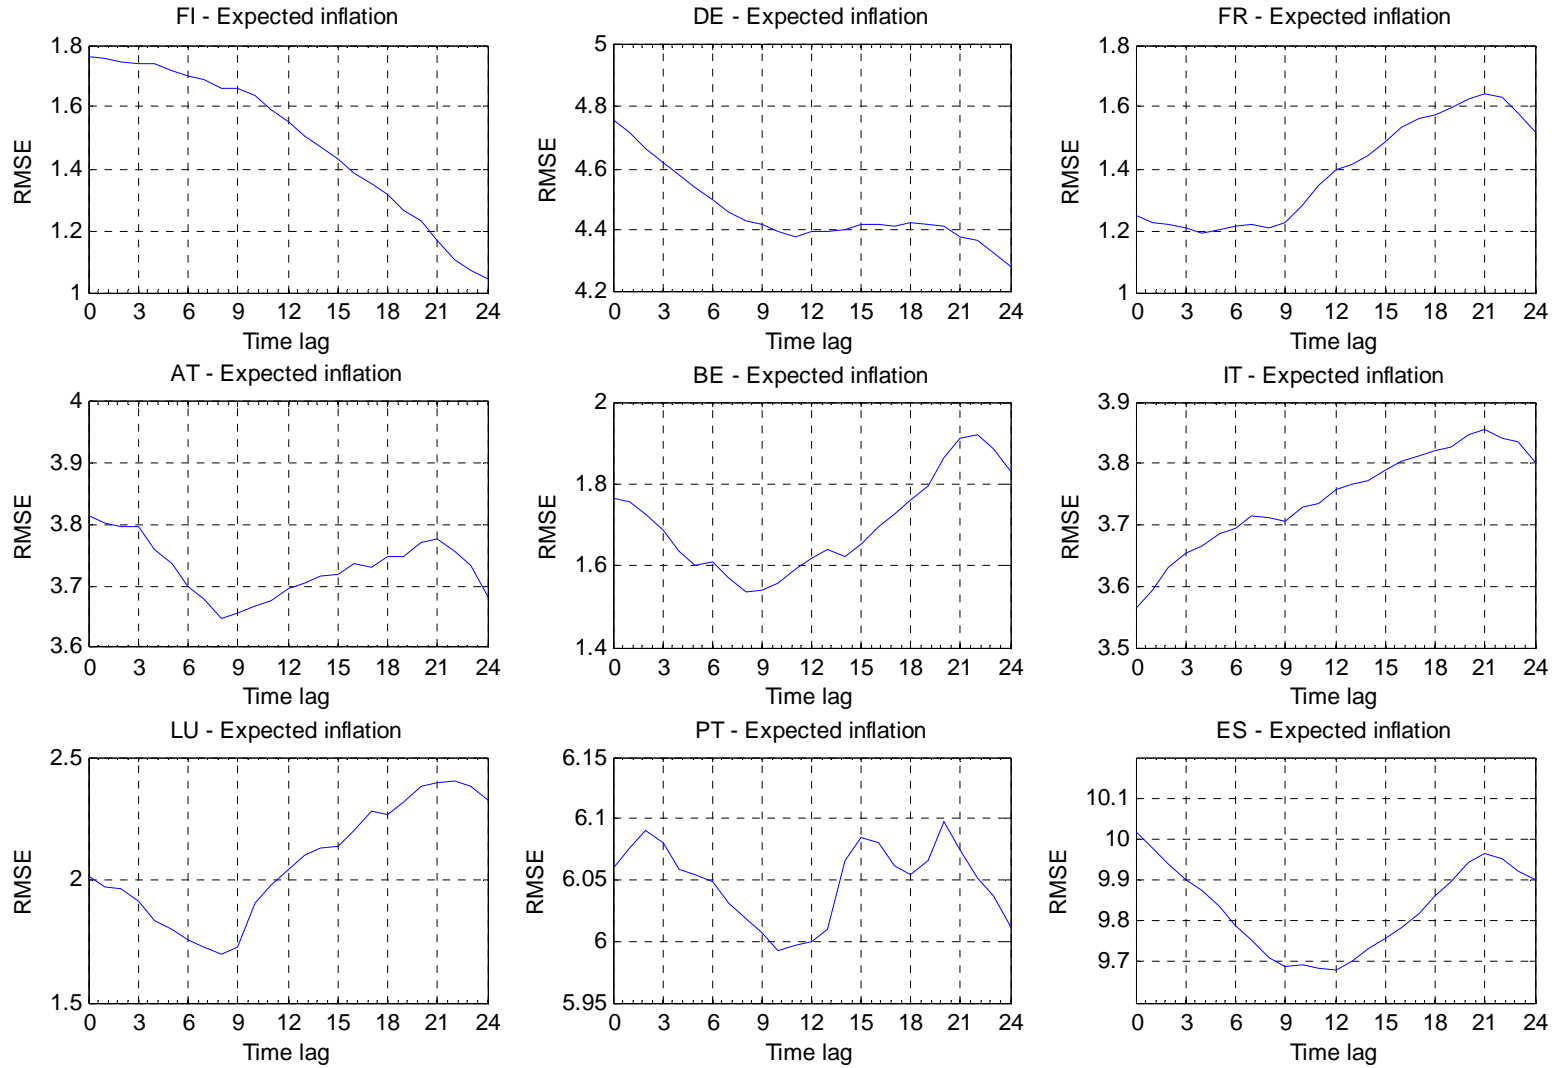 FI - Expected inflation
1.8
1.6
1.4
1.2
1
RMSE
0 3 6 9 12 15 18 21 24
Time lag
DE - Expected inflation
5
4.8
4.6
4.4
4.2
RMSE
0 3 6 9 12 15 18 21 24
Time lag
FR - Expected inflation
1.8
1.6
1.4
1.2
1
RMSE
0 3 6 9 12 15 18 21 24
Time lag
AT - Expected inflation
4
3.9
3.8
3.7
3.6
RMSE
0 3 6 9 12 15 18 21 24
Time lag
BE - Expected inflation
2
1.8
1.6
1.4
RMSE
0 3 6 9 12 15 18 21 24
Time lag
IT - Expected inflation
3.9
3.8
3.7
3.6
3.5
RMSE
0 3 6 9 12 15 18 21 24
Time lag
LU - Expected inflation
2.5
2
1.5
RMSE
0 3 6 9 12 15 18 21 24
Time lag
PT - Expected inflation
6.15
6.1
6.05
6
5.95
RMSE
0 3 6 9 12 15 18 21 24
Time lag
ES - Expected inflation
10.1
10
9.9
9.8
9.7
RMSE
0 3 6 9 12 15 18 21 24
Time lag